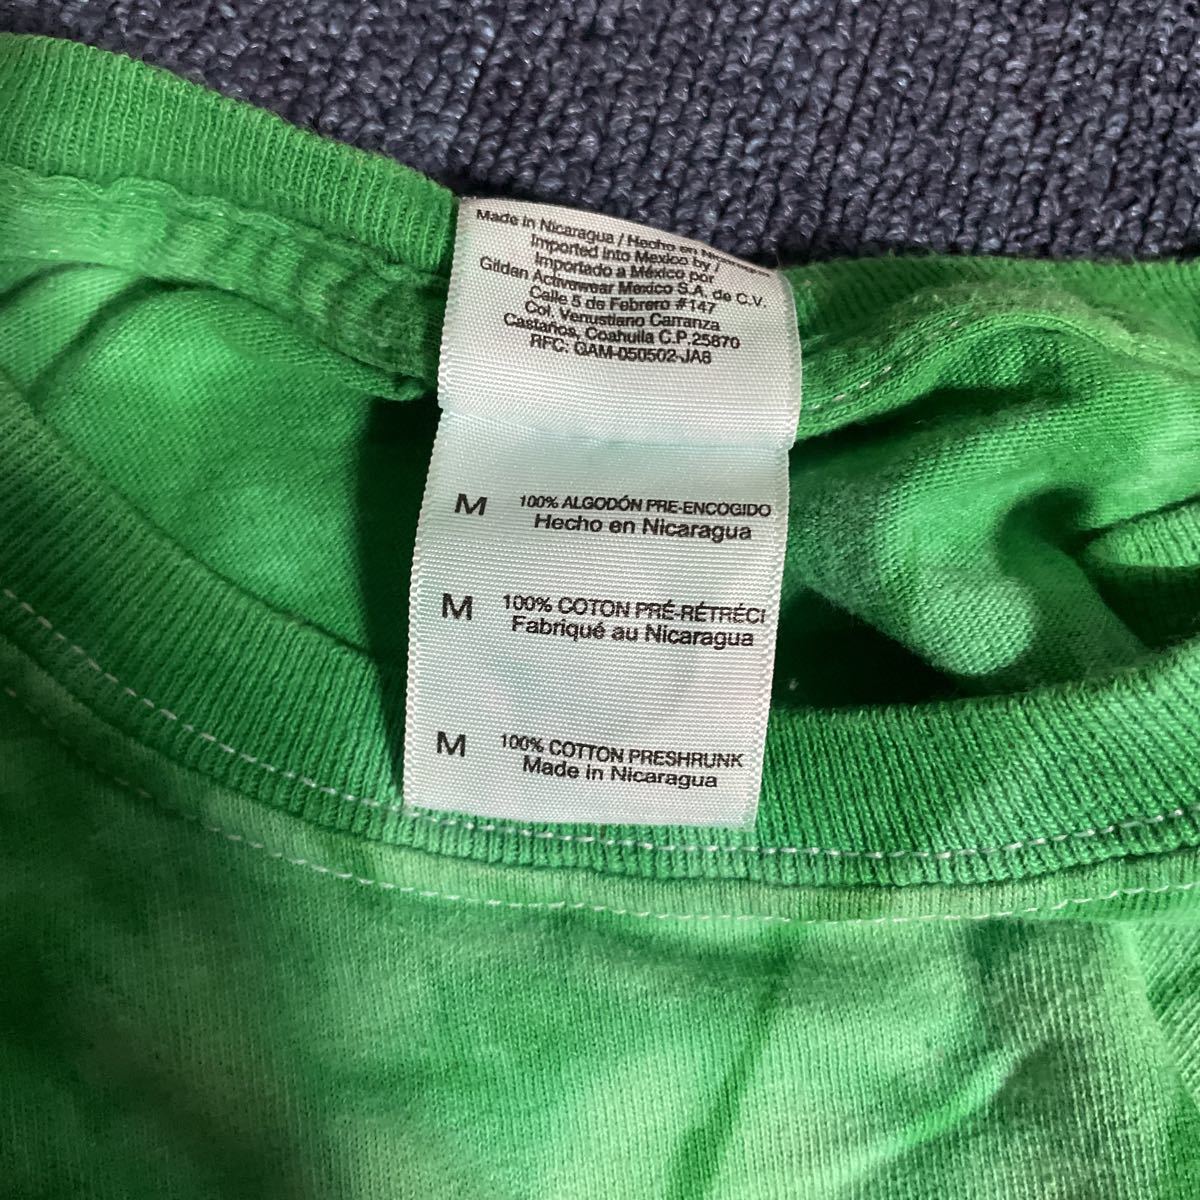 Made in Nicaragua / Hecho en Nicaragua
Imported into Mexico by /
Importado a México por
Gildan Activewear Mexico S.A. de C.V.
Calle 5 de Febrero #147
Col. Venustiano Carranza
Castaños, Coahuila C.P. 25870
RFC: GAM-050502-JA8
M 100% ALGODÓN PRE-ENCOGIDO
Hecho en Nicaragua
M 100% COTON PRÉ-RÉTRÉCI
Fabriqué au Nicaragua
M 100% COTTON PRESHRUNK
Made in Nicaragua